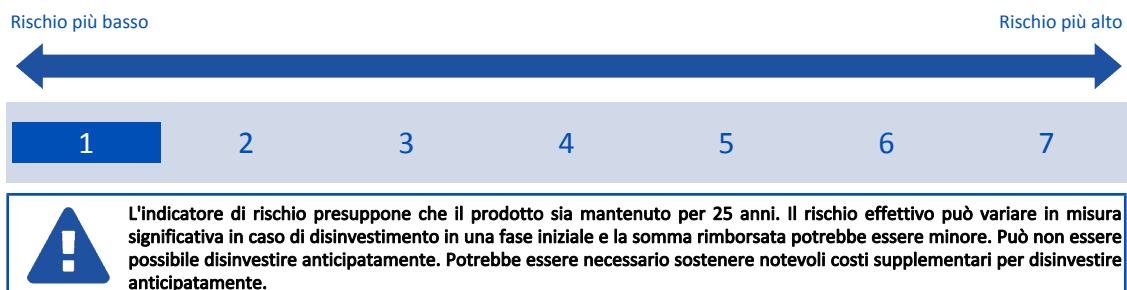 Rischio più basso Rischio più alto
1 2 3 4 5 6 7
L'indicatore di rischio presuppone che il prodotto sia mantenuto per 25 anni. Il rischio effettivo può variare in misura
significativa in caso di disinvestimento in una fase iniziale e la somma rimborsata potrebbe essere minore. Può non essere
possibile disinvestire anticipatamente. Potrebbe essere necessario sostenere notevoli costi supplementari per disinvestire
anticipatamente.